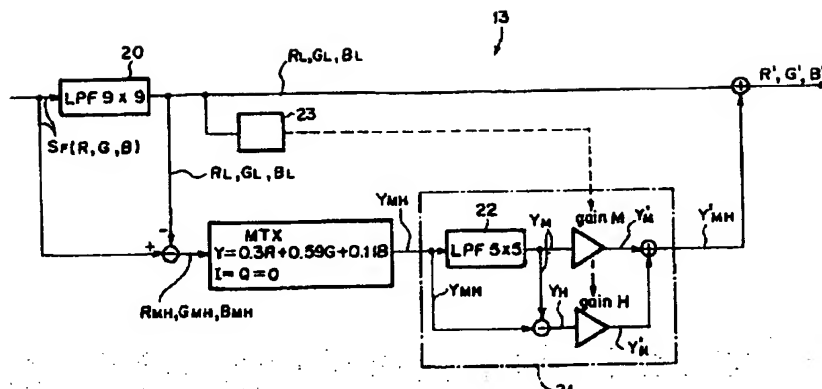 13
20
RL, GL, BL
R', G', B'
LPF 9 x 9
23
SF(R, G, B)
RL, GL, BL
YMH
22
YM
gain M
Y'M
Y'MH
MTX
Y=0.3R+0.59G+0.11B
I=Q=0
LPF 5x5
+
-
YMH
YH
gain H
RMH, GMH, BMH
Y'M